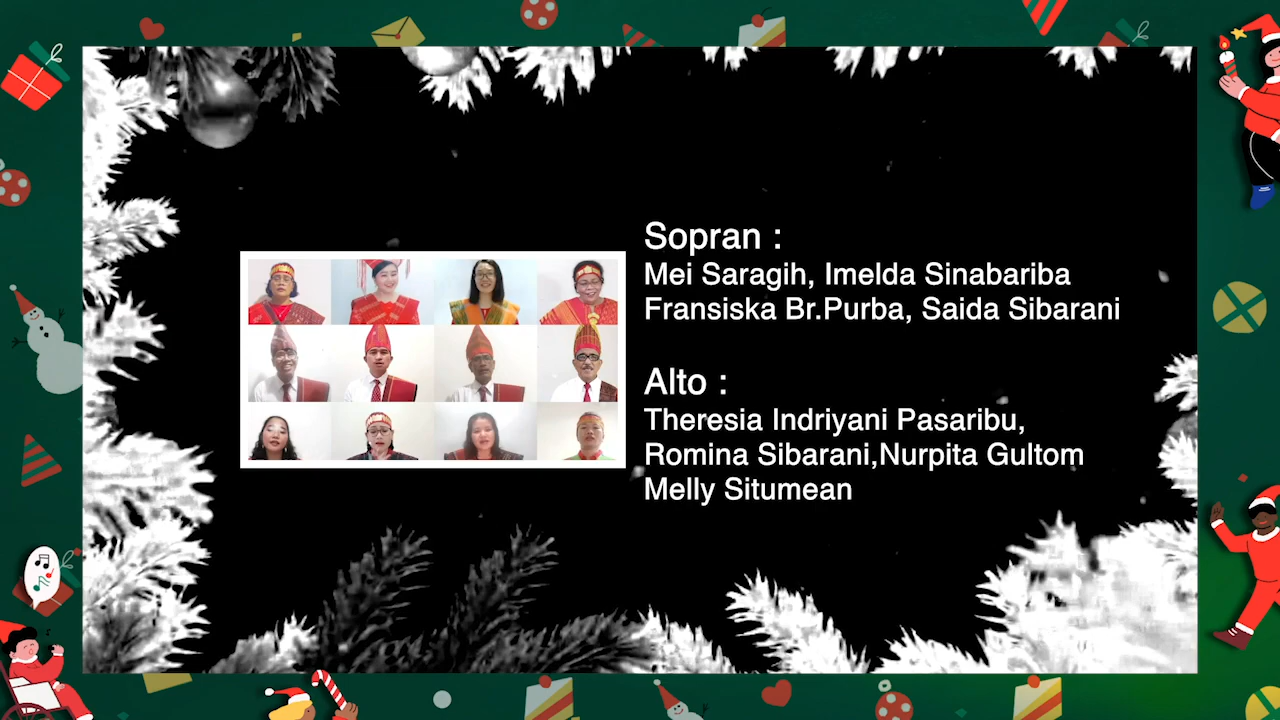 Sopran :
Mei Saragih, Imelda Sinabariba
Fransiska Br.Purba, Saida Sibarani
Alto :
Theresia Indriyani Pasaribu,
Romina Sibarani,Nurpita Gultom
Melly Situmean